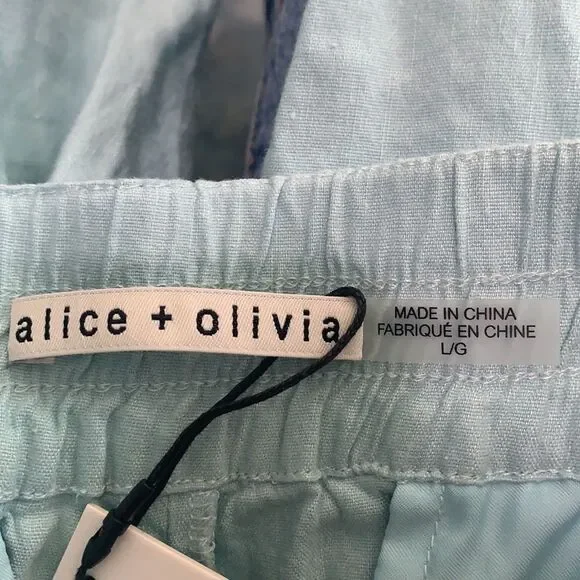 alice + olivia
MADE IN CHINA
FABRIQUÉ EN CHINE
L/G